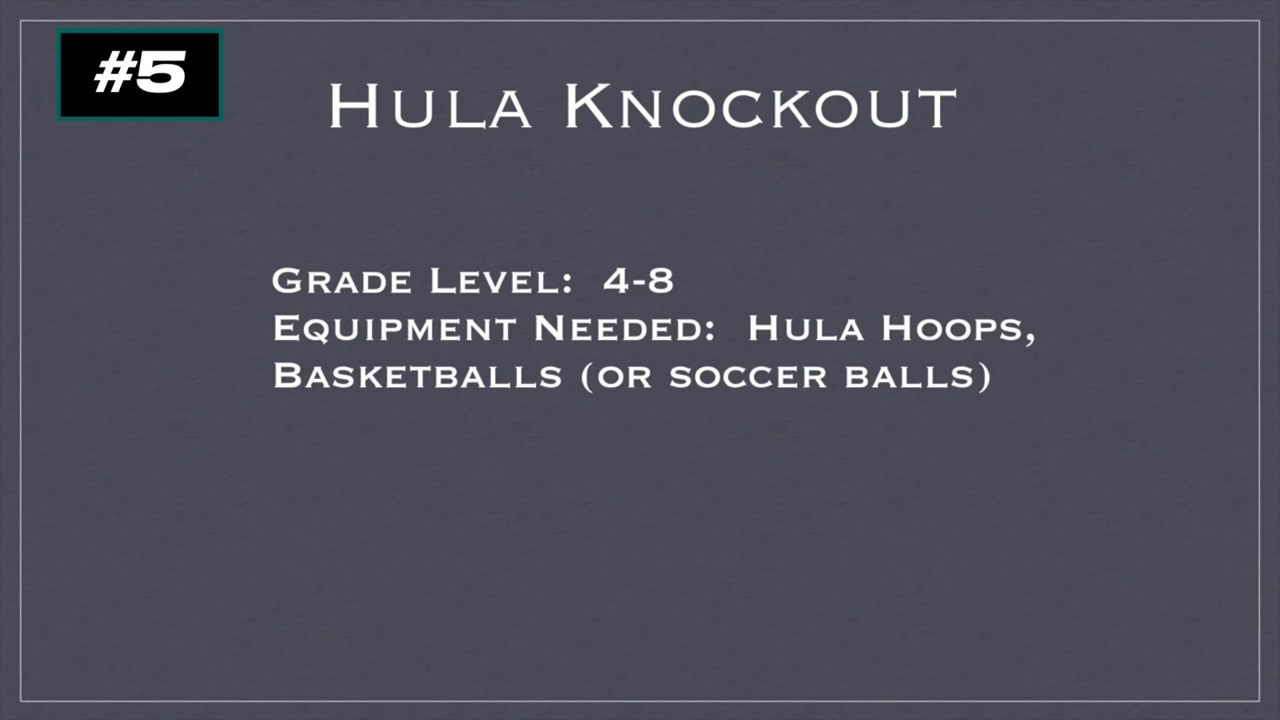 #5
Hula Knockout
Grade Level: 4-8
Equipment Needed: Hula Hoops,
Basketballs (or soccer balls)